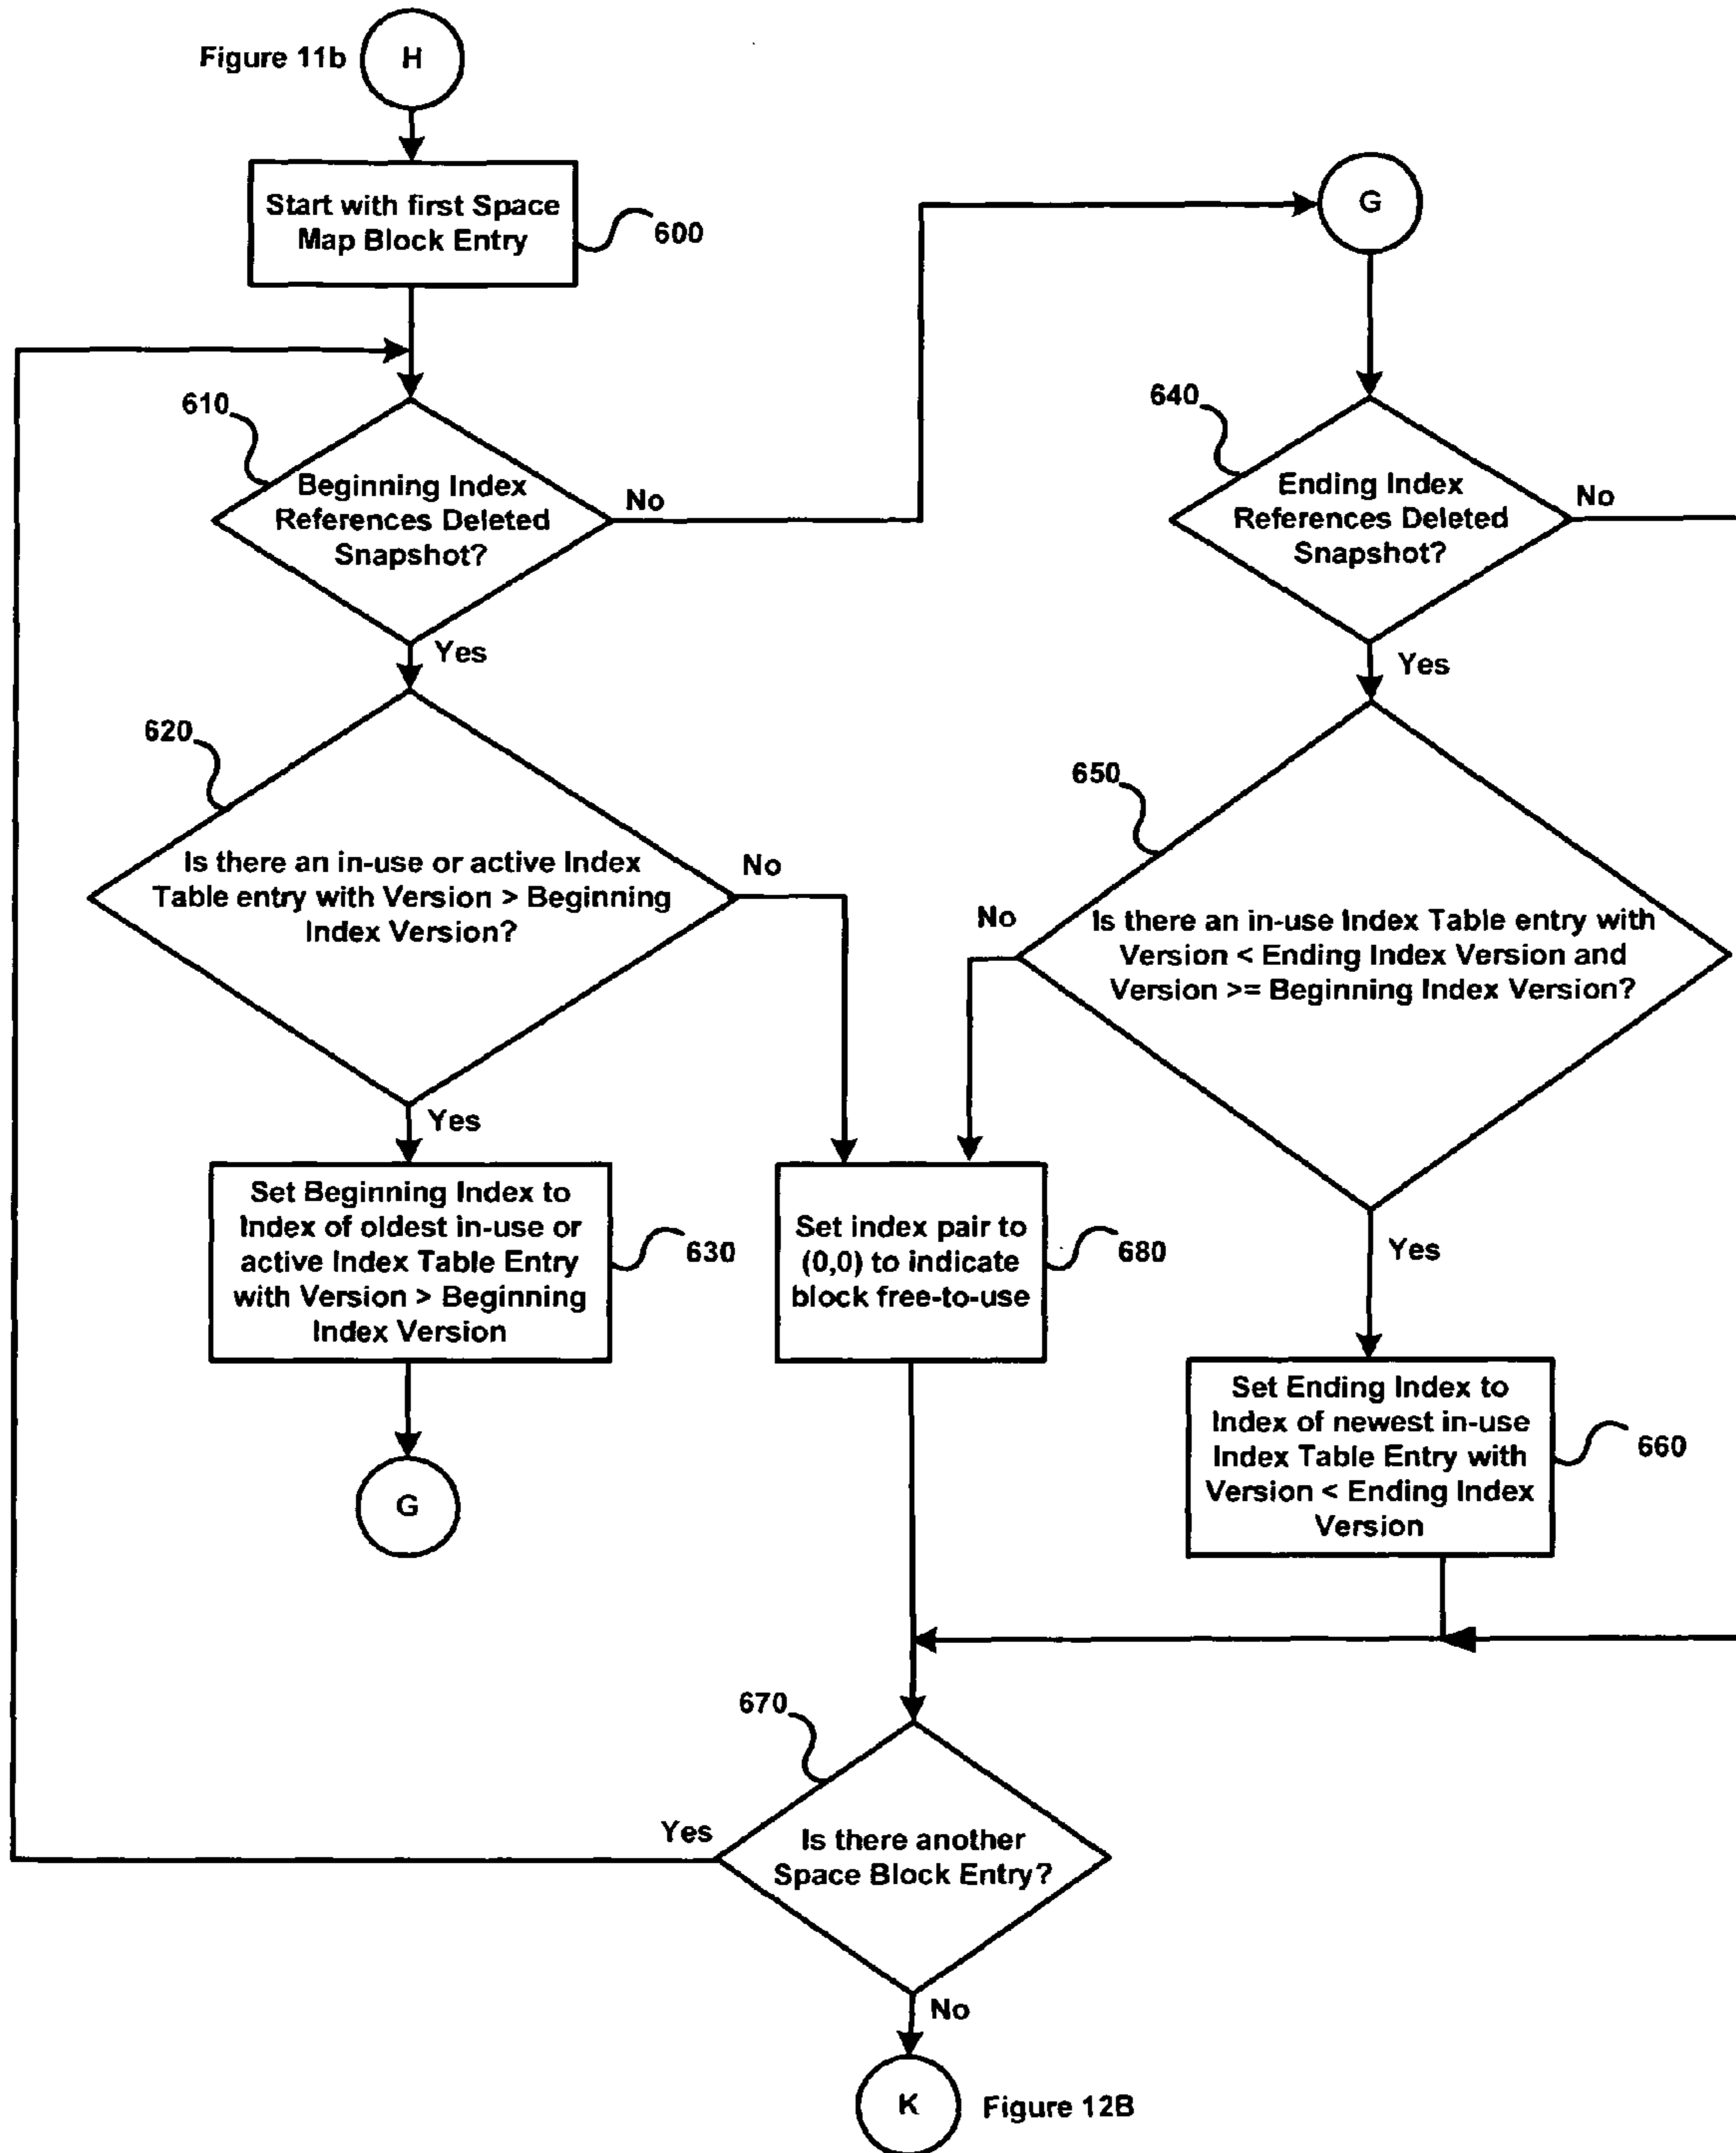 Figure 11b
H
Start with first Space
Map Block Entry
600
G
610
Beginning Index
References Deleted
Snapshot?
No
Yes
640
Ending Index
References Deleted
Snapshot?
No
Yes
620
Is there an in-use or active Index
Table entry with Version > Beginning
Index Version?
No
Yes
650
Is there an in-use Index Table entry with
Version < Ending Index Version and
Version >= Beginning Index Version?
No
Yes
Set Beginning Index to
Index of oldest in-use or
active Index Table Entry
with Version > Beginning
Index Version
630
Set index pair to
(0,0) to indicate
block free-to-use
680
Set Ending Index to
Index of newest in-use
Index Table Entry with
Version < Ending Index
Version
660
G
670
Is there another
Space Block Entry?
Yes
No
K
Figure 12B